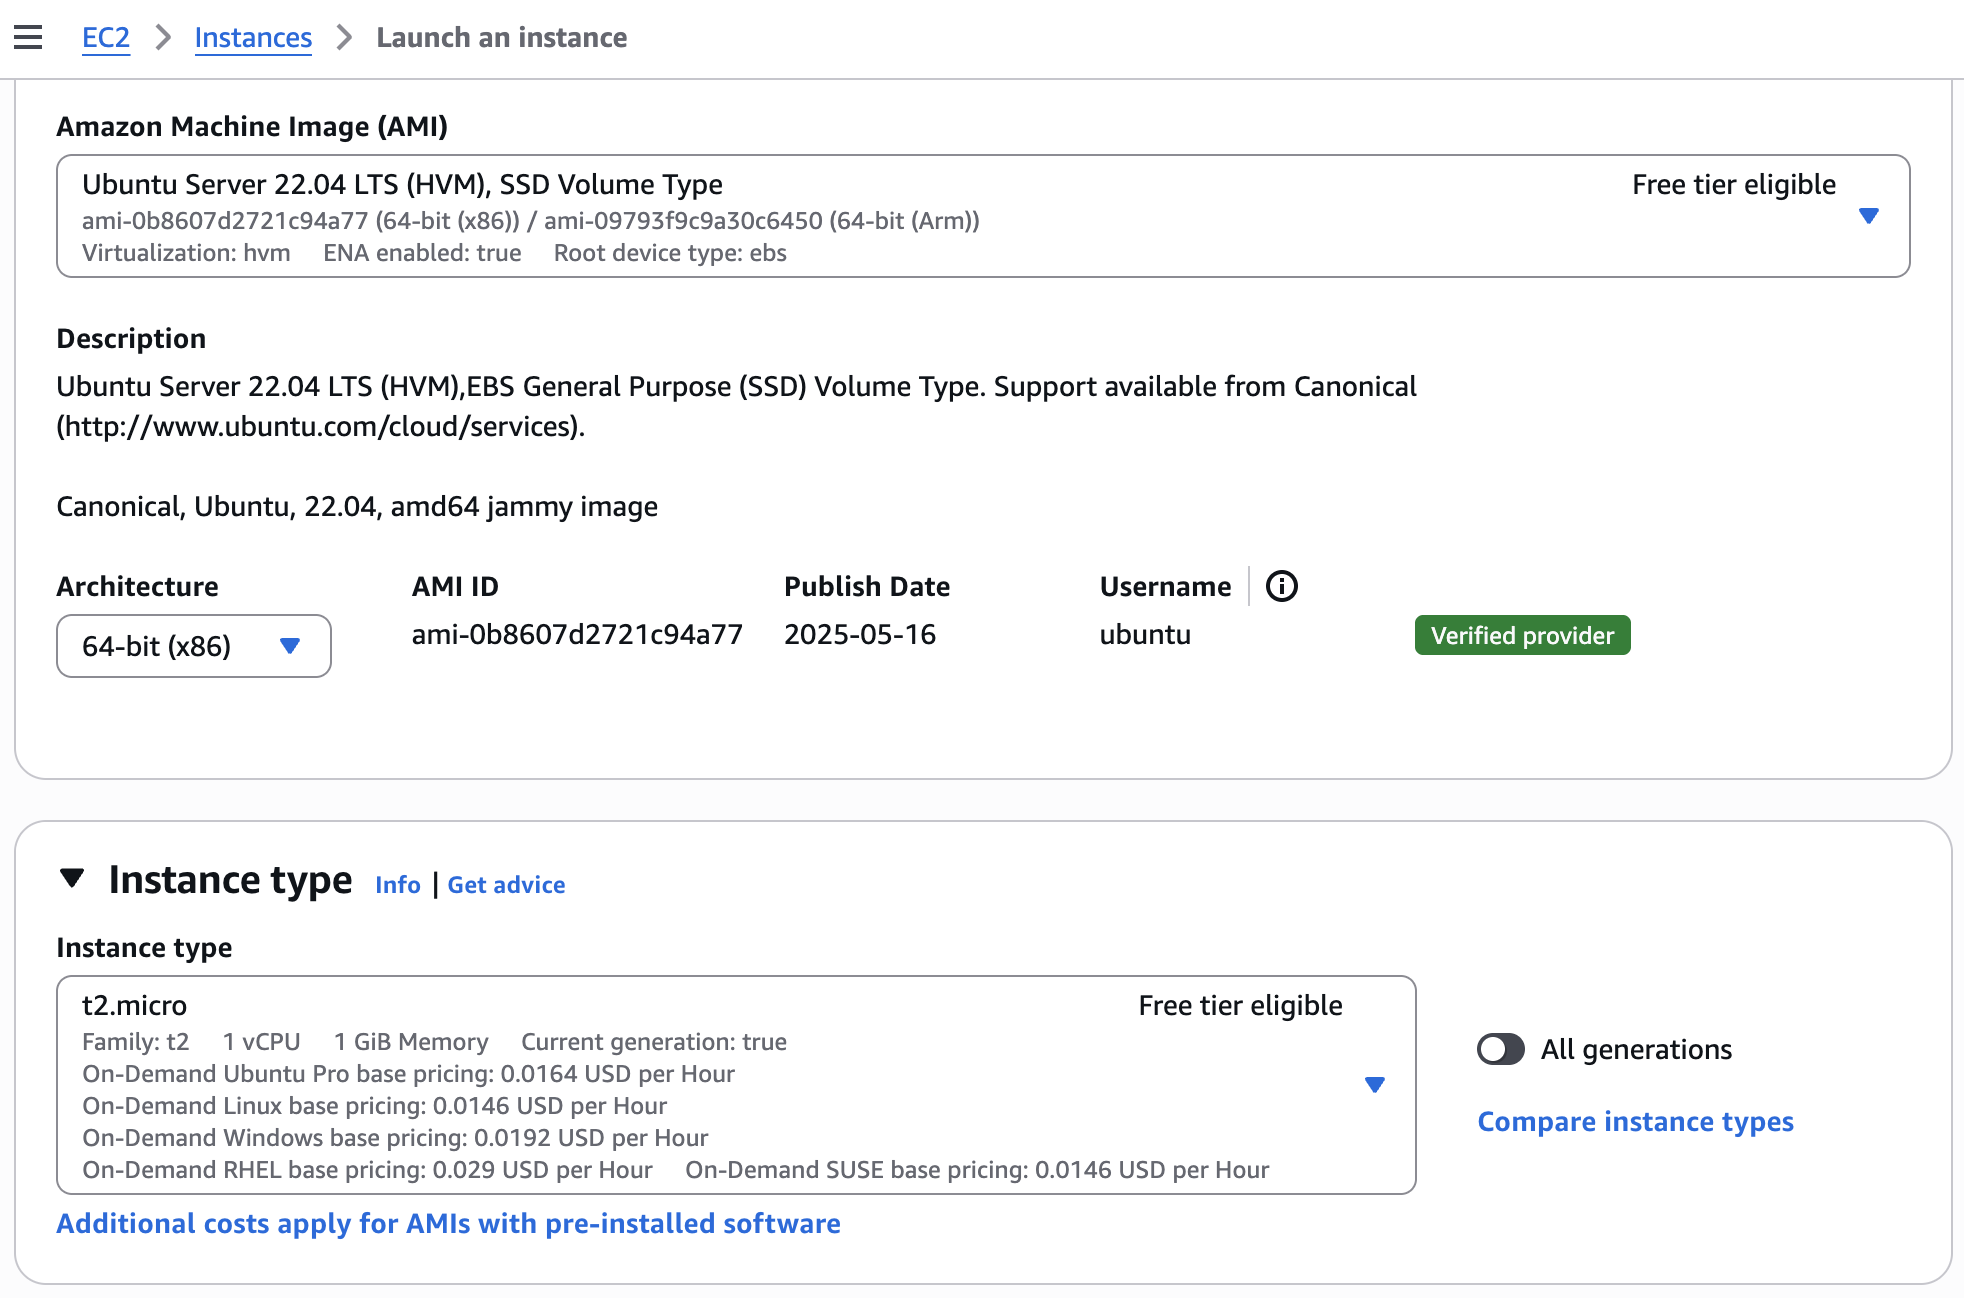 EC2 > Instances > Launch an instance
Amazon Machine Image (AMI)
Ubuntu Server 22.04 LTS (HVM), SSD Volume Type Free tier eligible
ami-0b8607d2721c94a77 (64-bit (x86)) / ami-09793f9c9a30c6450 (64-bit (Arm))
Virtualization: hvm ENA enabled: true Root device type: ebs
Description
Ubuntu Server 22.04 LTS (HVM),EBS General Purpose (SSD) Volume Type. Support available from Canonical
(http://www.ubuntu.com/cloud/services).
Canonical, Ubuntu, 22.04, amd64 jammy image
Architecture AMI ID Publish Date Username
64-bit (x86) ami-0b8607d2721c94a77 2025-05-16 ubuntu Verified provider
Instance type Info | Get advice
Instance type
t2.micro Free tier eligible
Family: t2 1 vCPU 1 GiB Memory Current generation: true
On-Demand Ubuntu Pro base pricing: 0.0164 USD per Hour
On-Demand Linux base pricing: 0.0146 USD per Hour
On-Demand Windows base pricing: 0.0192 USD per Hour
On-Demand RHEL base pricing: 0.029 USD per Hour On-Demand SUSE base pricing: 0.0146 USD per Hour
All generations
Compare instance types
Additional costs apply for AMIs with pre-installed software